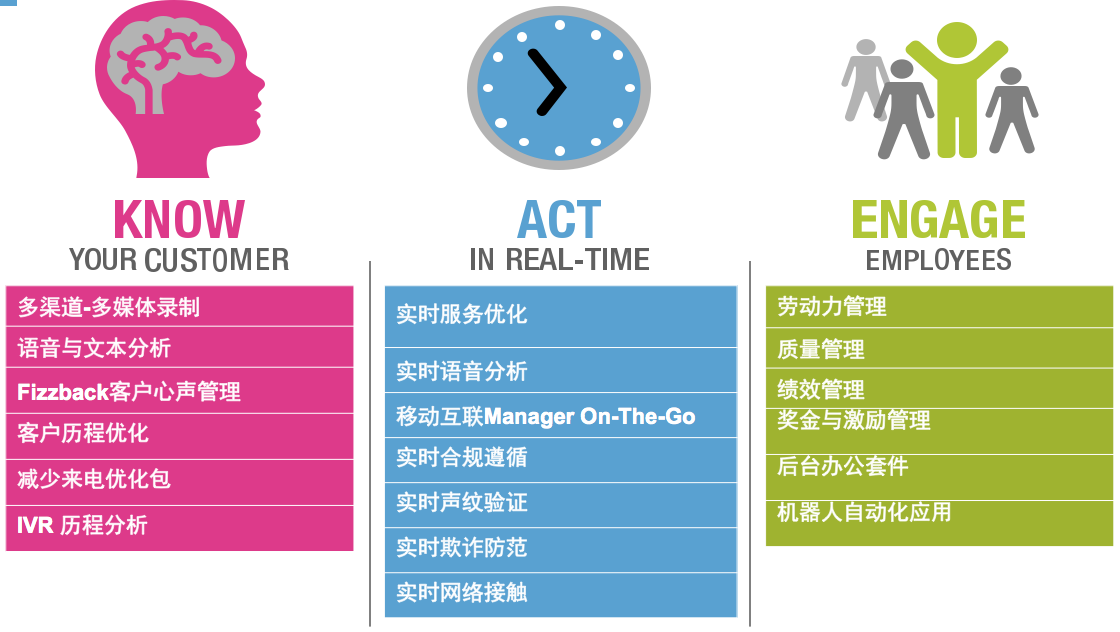 KNOW
YOUR CUSTOMER
多渠道-多媒体录制
语音与文本分析
Fizzback客户心声管理
客户历程优化
减少来电优化包
IVR 历程分析
ACT
IN REAL-TIME
实时服务优化
实时语音分析
移动互联Manager On-The-Go
实时合规遵循
实时声纹验证
实时欺诈防范
实时网络接触
ENGAGE
EMPLOYEES
劳动力管理
质量管理
绩效管理
奖金与激励管理
后台办公套件
机器人自动化应用